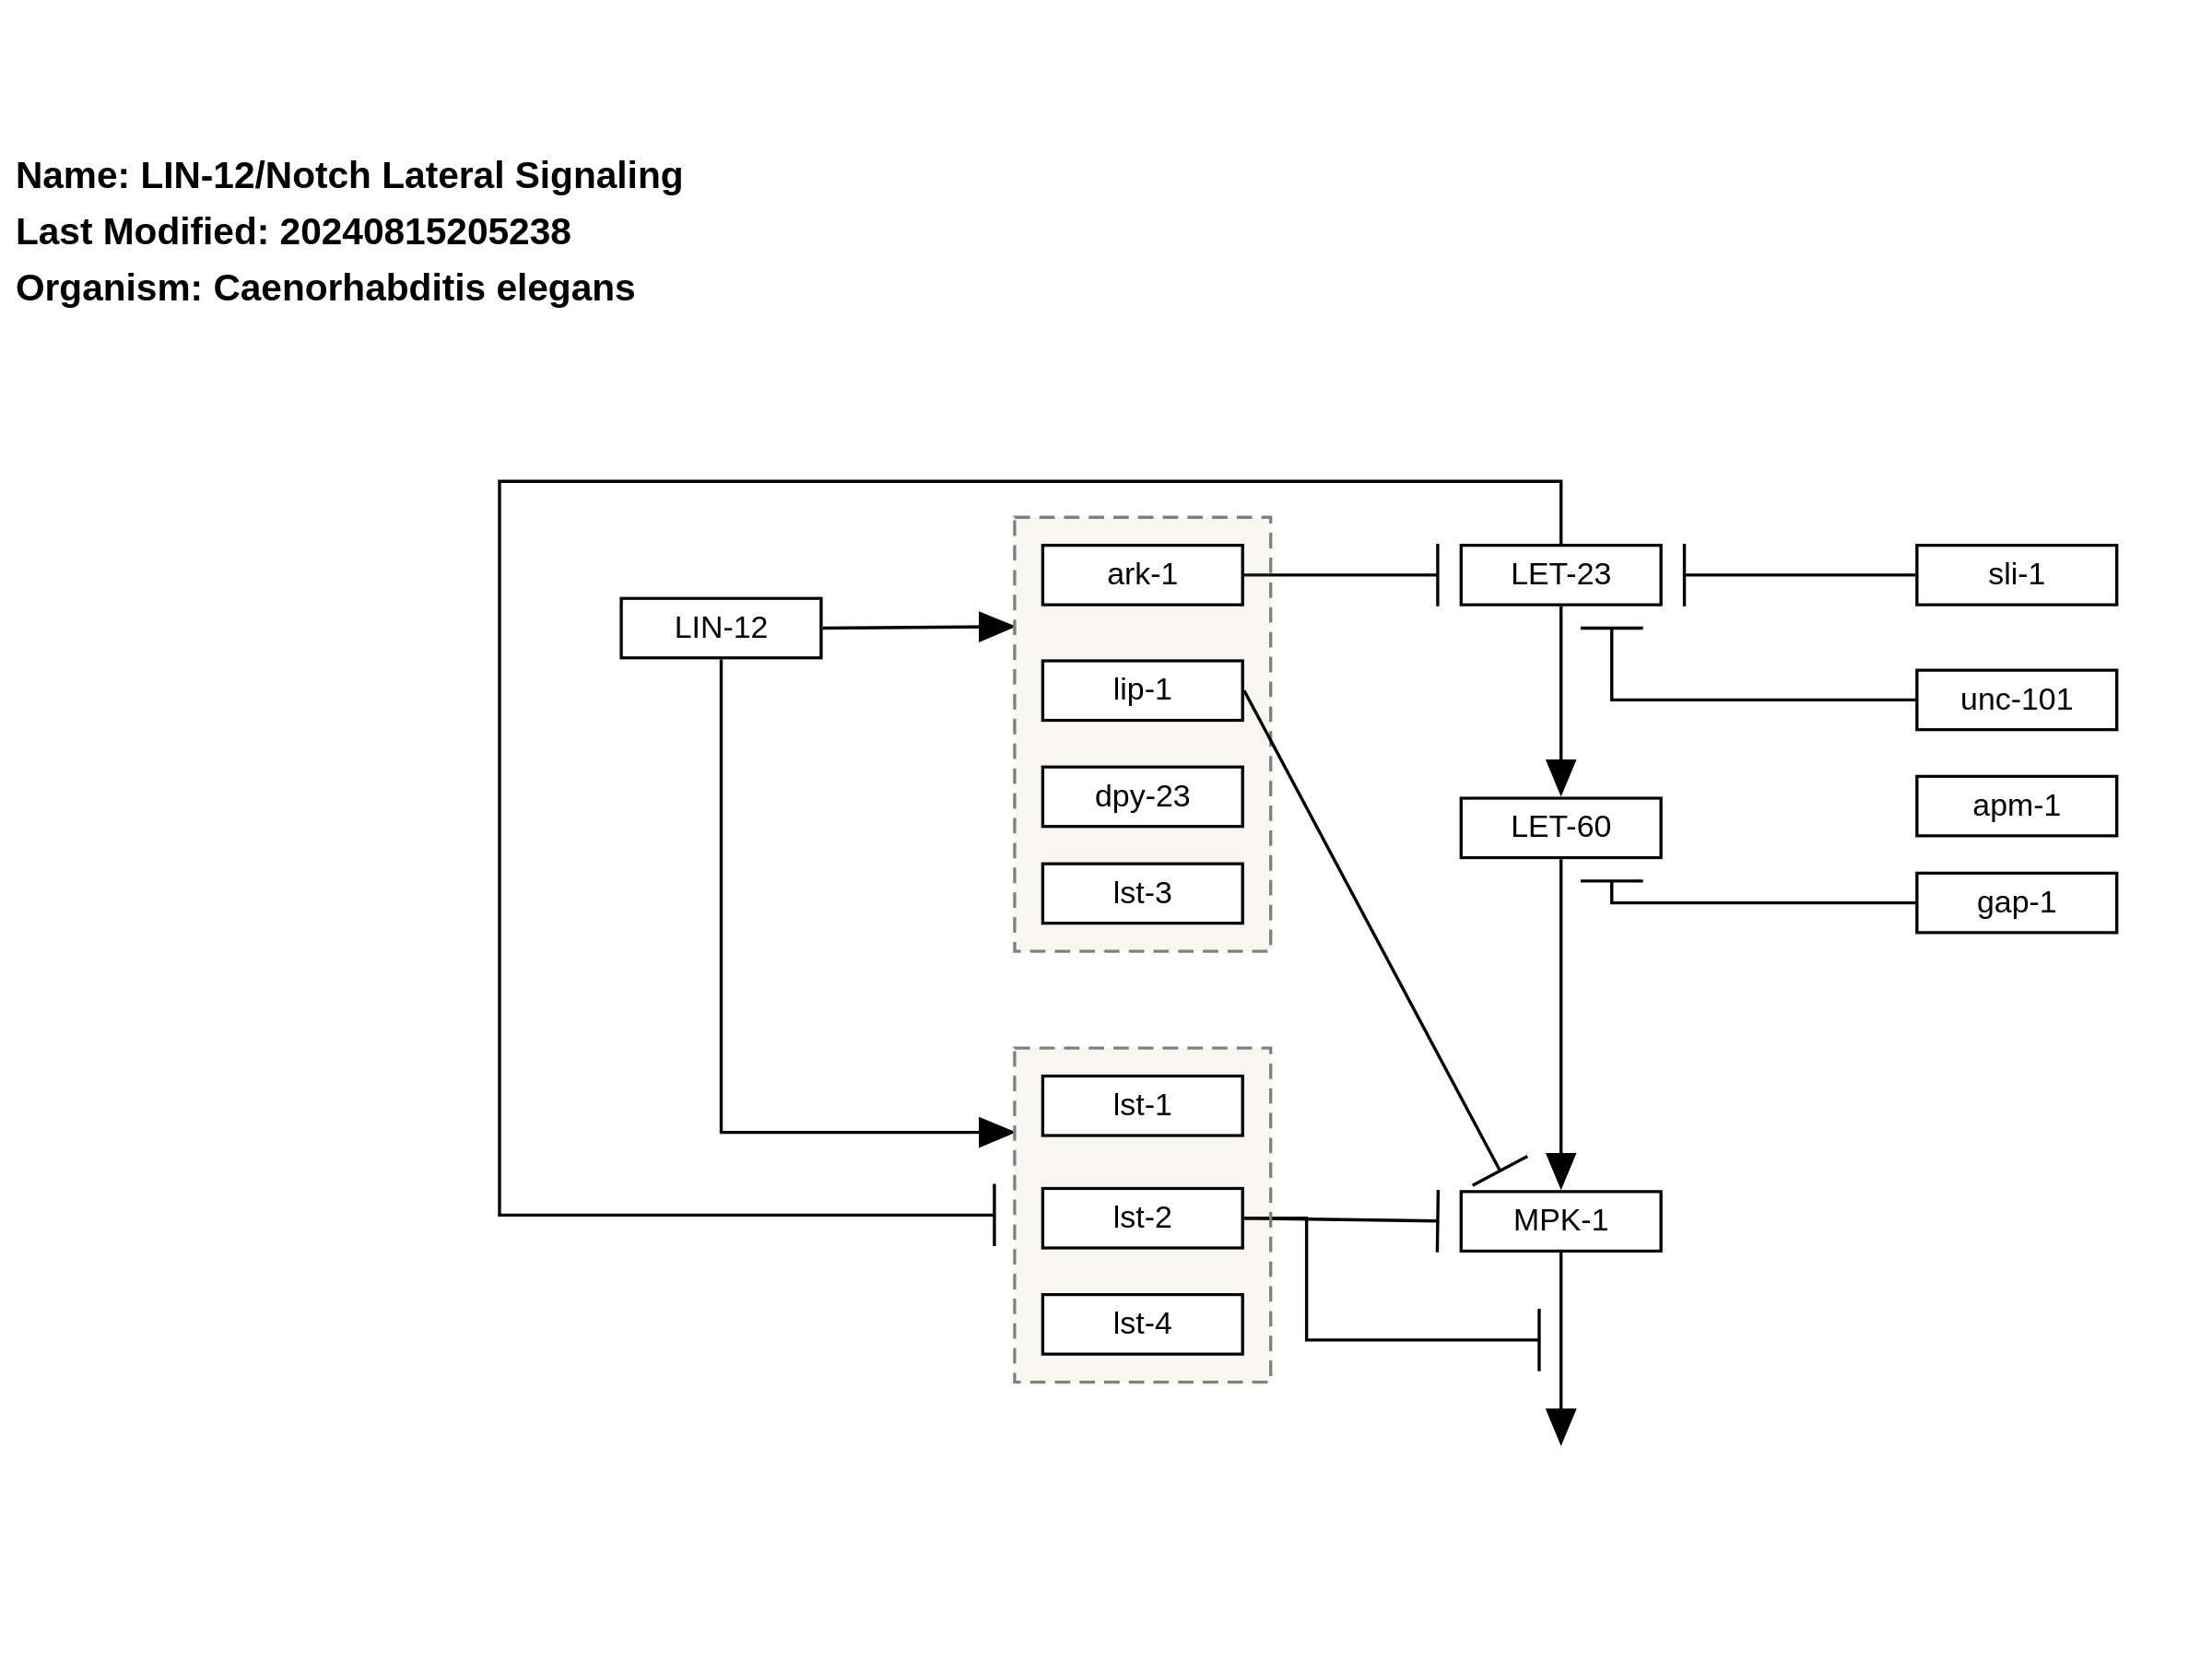 Name: LIN-12/Notch Lateral Signaling
Last Modified: 20240815205238
Organism: Caenorhabditis elegans
ark-1
LET-23
sli-1
LIN-12
lip-1
unc-101
dpy-23
apm-1
LET-60
lst-3
gap-1
lst-1
lst-2
MPK-1
lst-4